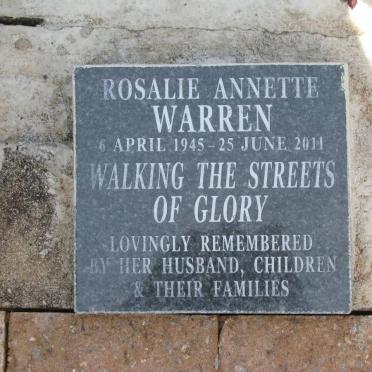 ROSALIE ANNETTE
WARREN
6 APRIL 1945 - 25 JUNE 2011
WALKING THE STREETS
OF GLORY
LOVINGLY REMEMBERED
BY HER HUSBAND, CHILDREN
& THEIR FAMILIES